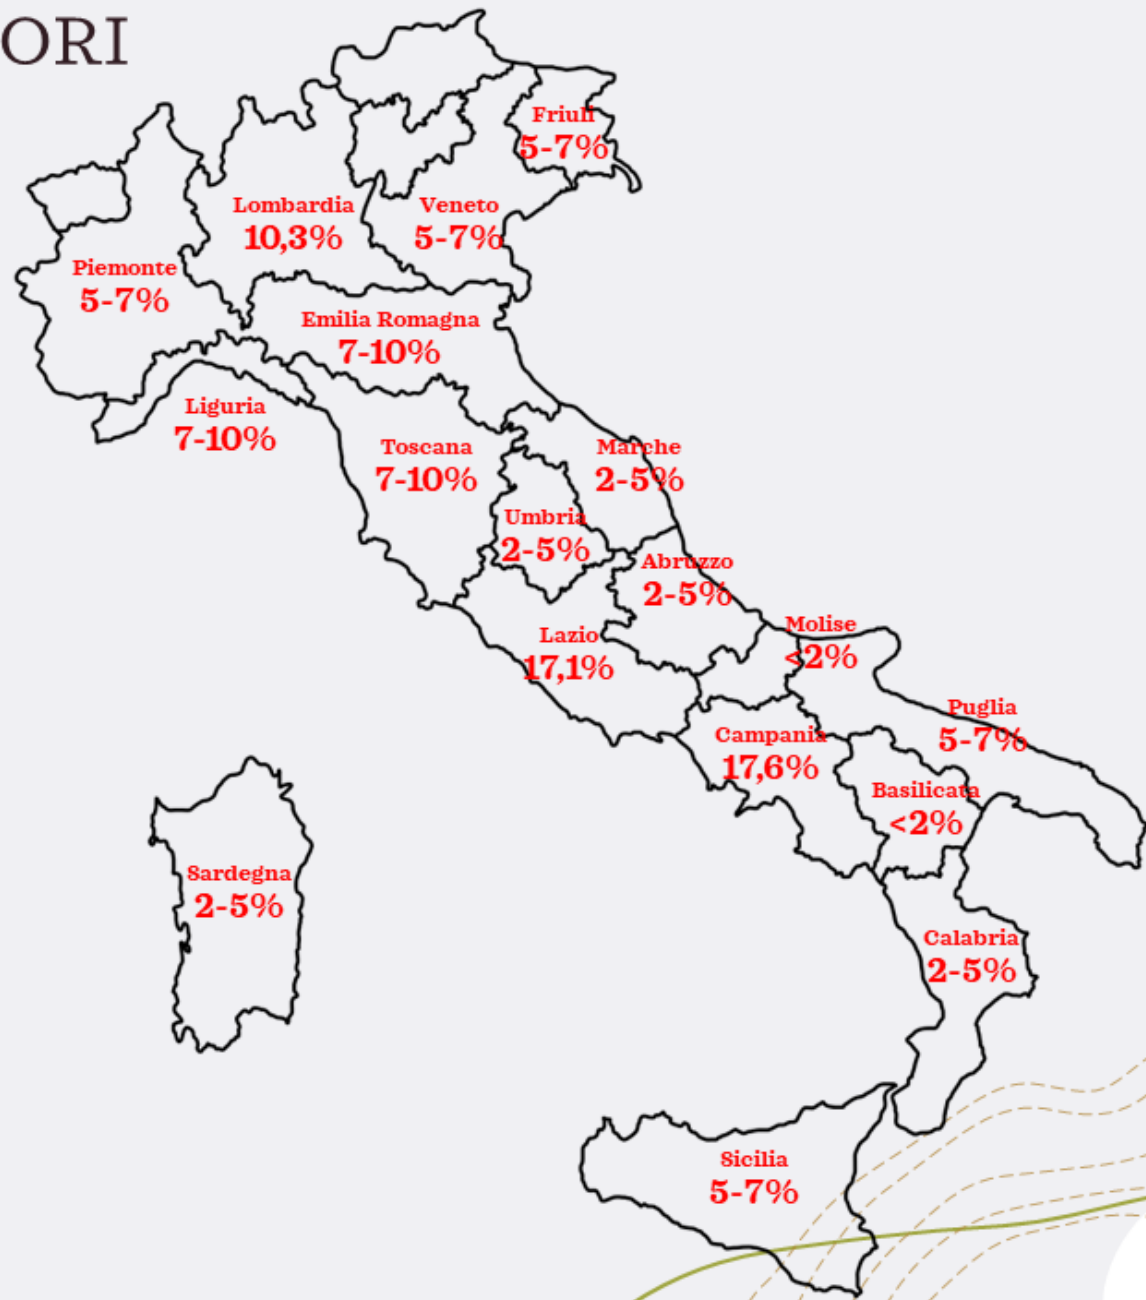 ORI
Friuli
5-7%
Lombardia
10,3%
Veneto
5-7%
Piemonte
5-7%
Emilia Romagna
7-10%
Liguria
7-10%
Toscana
7-10%
Marche
2-5%
Umbria
2-5%
Abruzzo
2-5%
Lazio
17,1%
Molise
<2%
Puglia
5-7%
Campania
17,6%
Basilicata
<2%
Sardegna
2-5%
Calabria
2-5%
Sicilia
5-7%